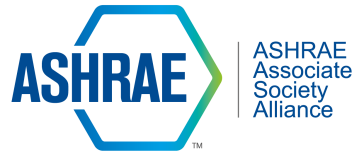 ASHRAE
TM
ASHRAE
Associate
Society
Alliance